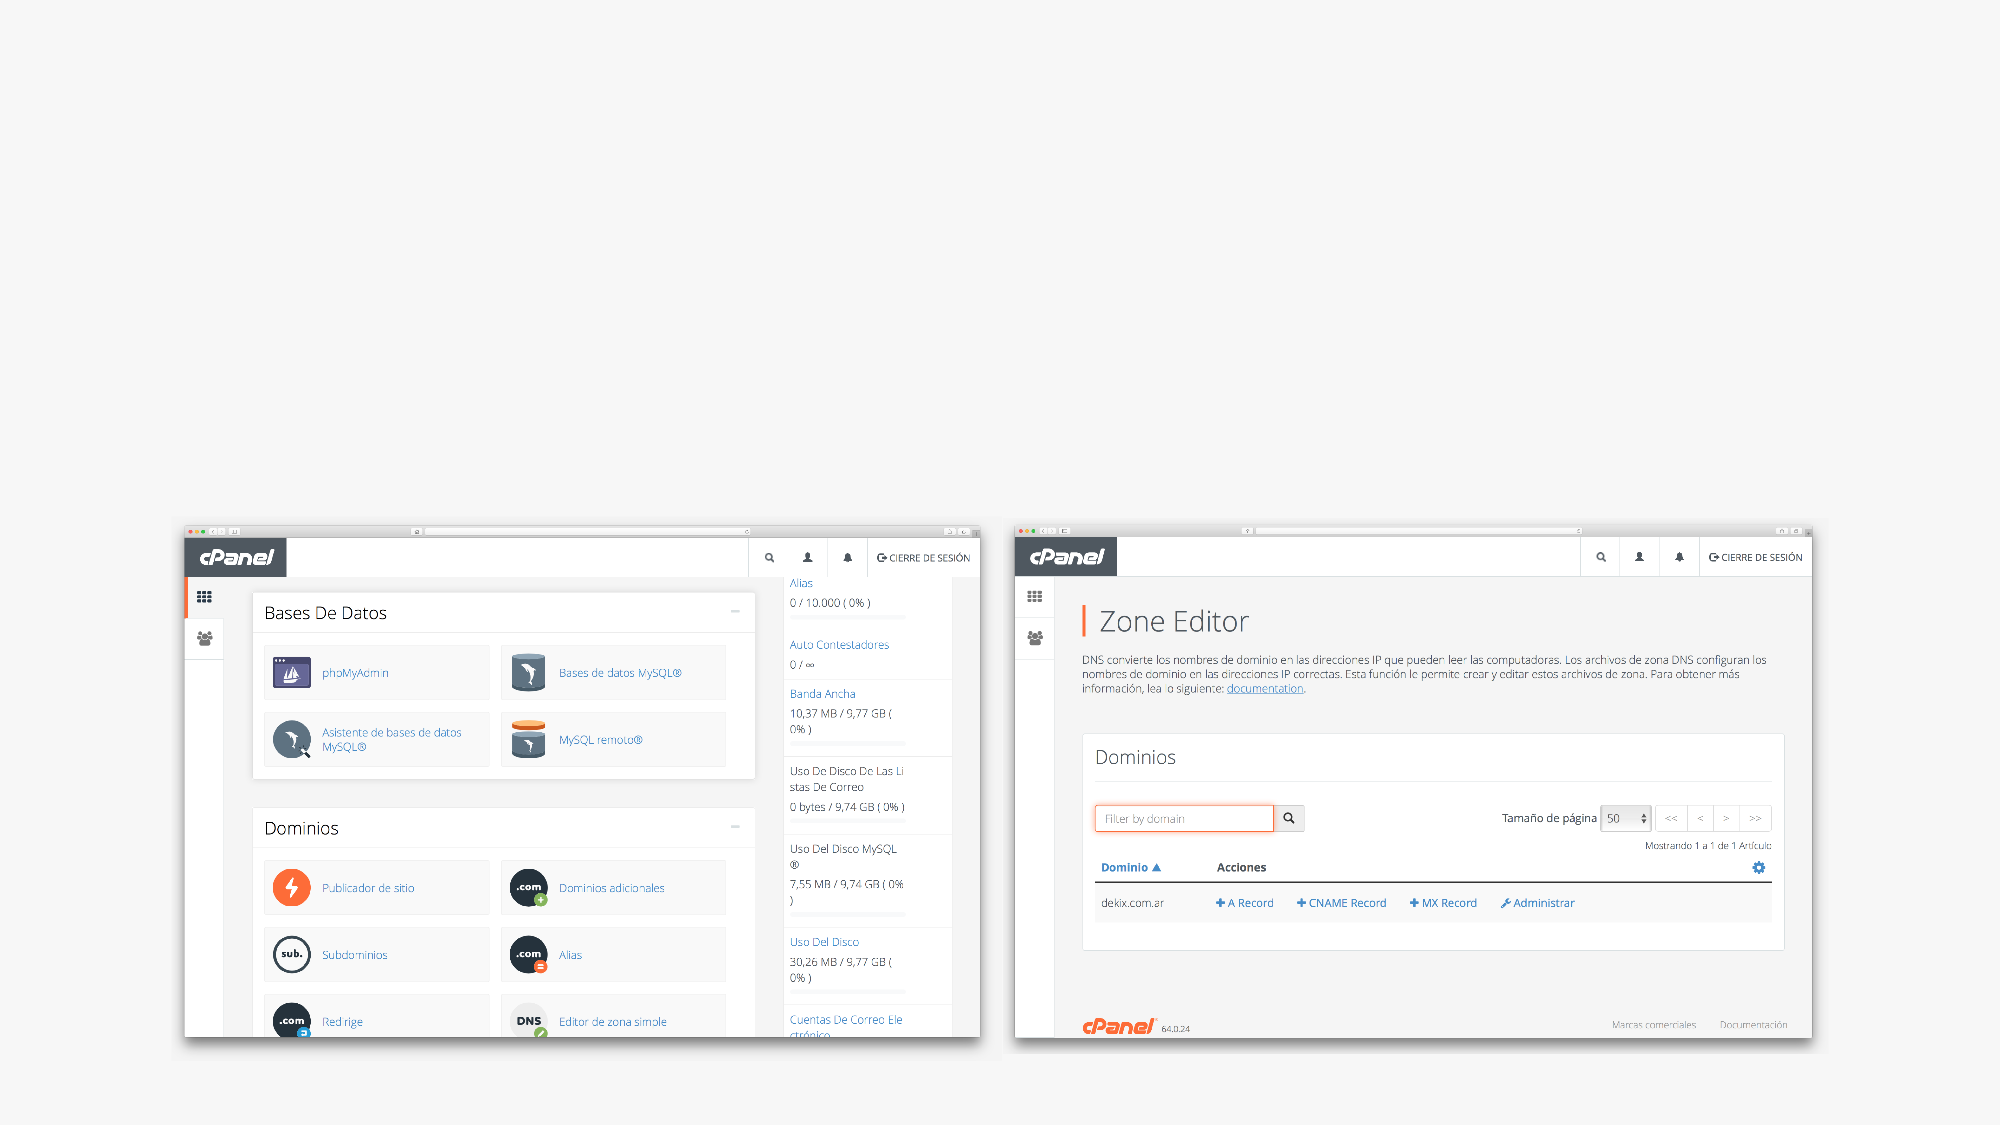 cPanel
CIERRE DE SESIÓN
Bases De Datos
phpMyAdmin
Bases de datos MySQL®
Asistente de bases de datos
MySQL®
MySQL remoto®
Dominios
Publicador de sitio
.com
Dominios adicionales
sub.
Subdominios
.com
Alias
.com
Redirige
DNS
Editor de zona simple
Alias
0 / 10.000 ( 0% )
Auto Contestadores
0 / ∞
Banda Ancha
10,37 MB / 9,77 GB (
0% )
Uso De Disco De Las Li
stas De Correo
0 bytes / 9,74 GB ( 0% )
Uso Del Disco MySQL
®
7,55 MB / 9,74 GB ( 0%
)
Uso Del Disco
30,26 MB / 9,77 GB (
0% )
Cuentas De Correo Ele
ctrónico
cPanel
CIERRE DE SESIÓN
Zone Editor
DNS convierte los nombres de dominio en las direcciones IP que pueden leer las computadoras. Los archivos de zona DNS configuran los
nombres de dominio en las direcciones IP correctas. Esta función le permite crear y editar estos archivos de zona. Para obtener más
información, lea lo siguiente: documentation.
Dominios
Filter by domain
Tamaño de página 50 << < > >>
Mostrando 1 a 1 de 1 Artículo
Dominio Acciones
dekix.com.ar A Record CNAME Record MX Record Administrar
cPanel® 64.0.24
Marcas comerciales Documentación